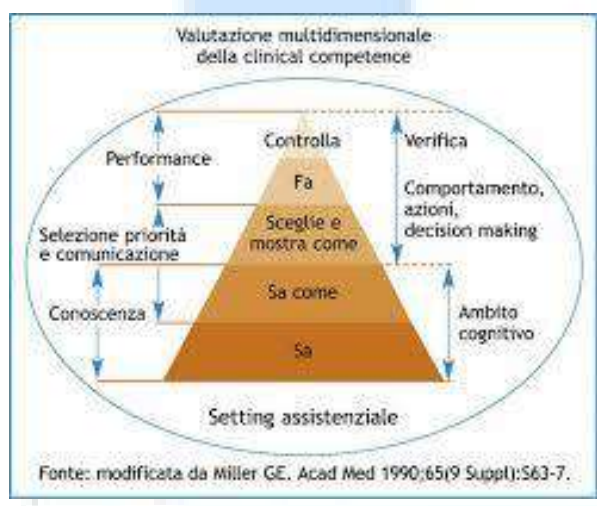 Valutazione multidimensionale
della clinical competence
Controlla
Verifica
Performance
Fa
Comportamento,
azioni,
decision making
Sceglie e
mostra come
Selezione priorità
e comunicazione
Sa come
Conoscenza
Ambito
cognitivo
Sa
Setting assistenziale
Fonte: modificata da Miller GE. Acad Med 1990;65(9 Suppl):S63-7.